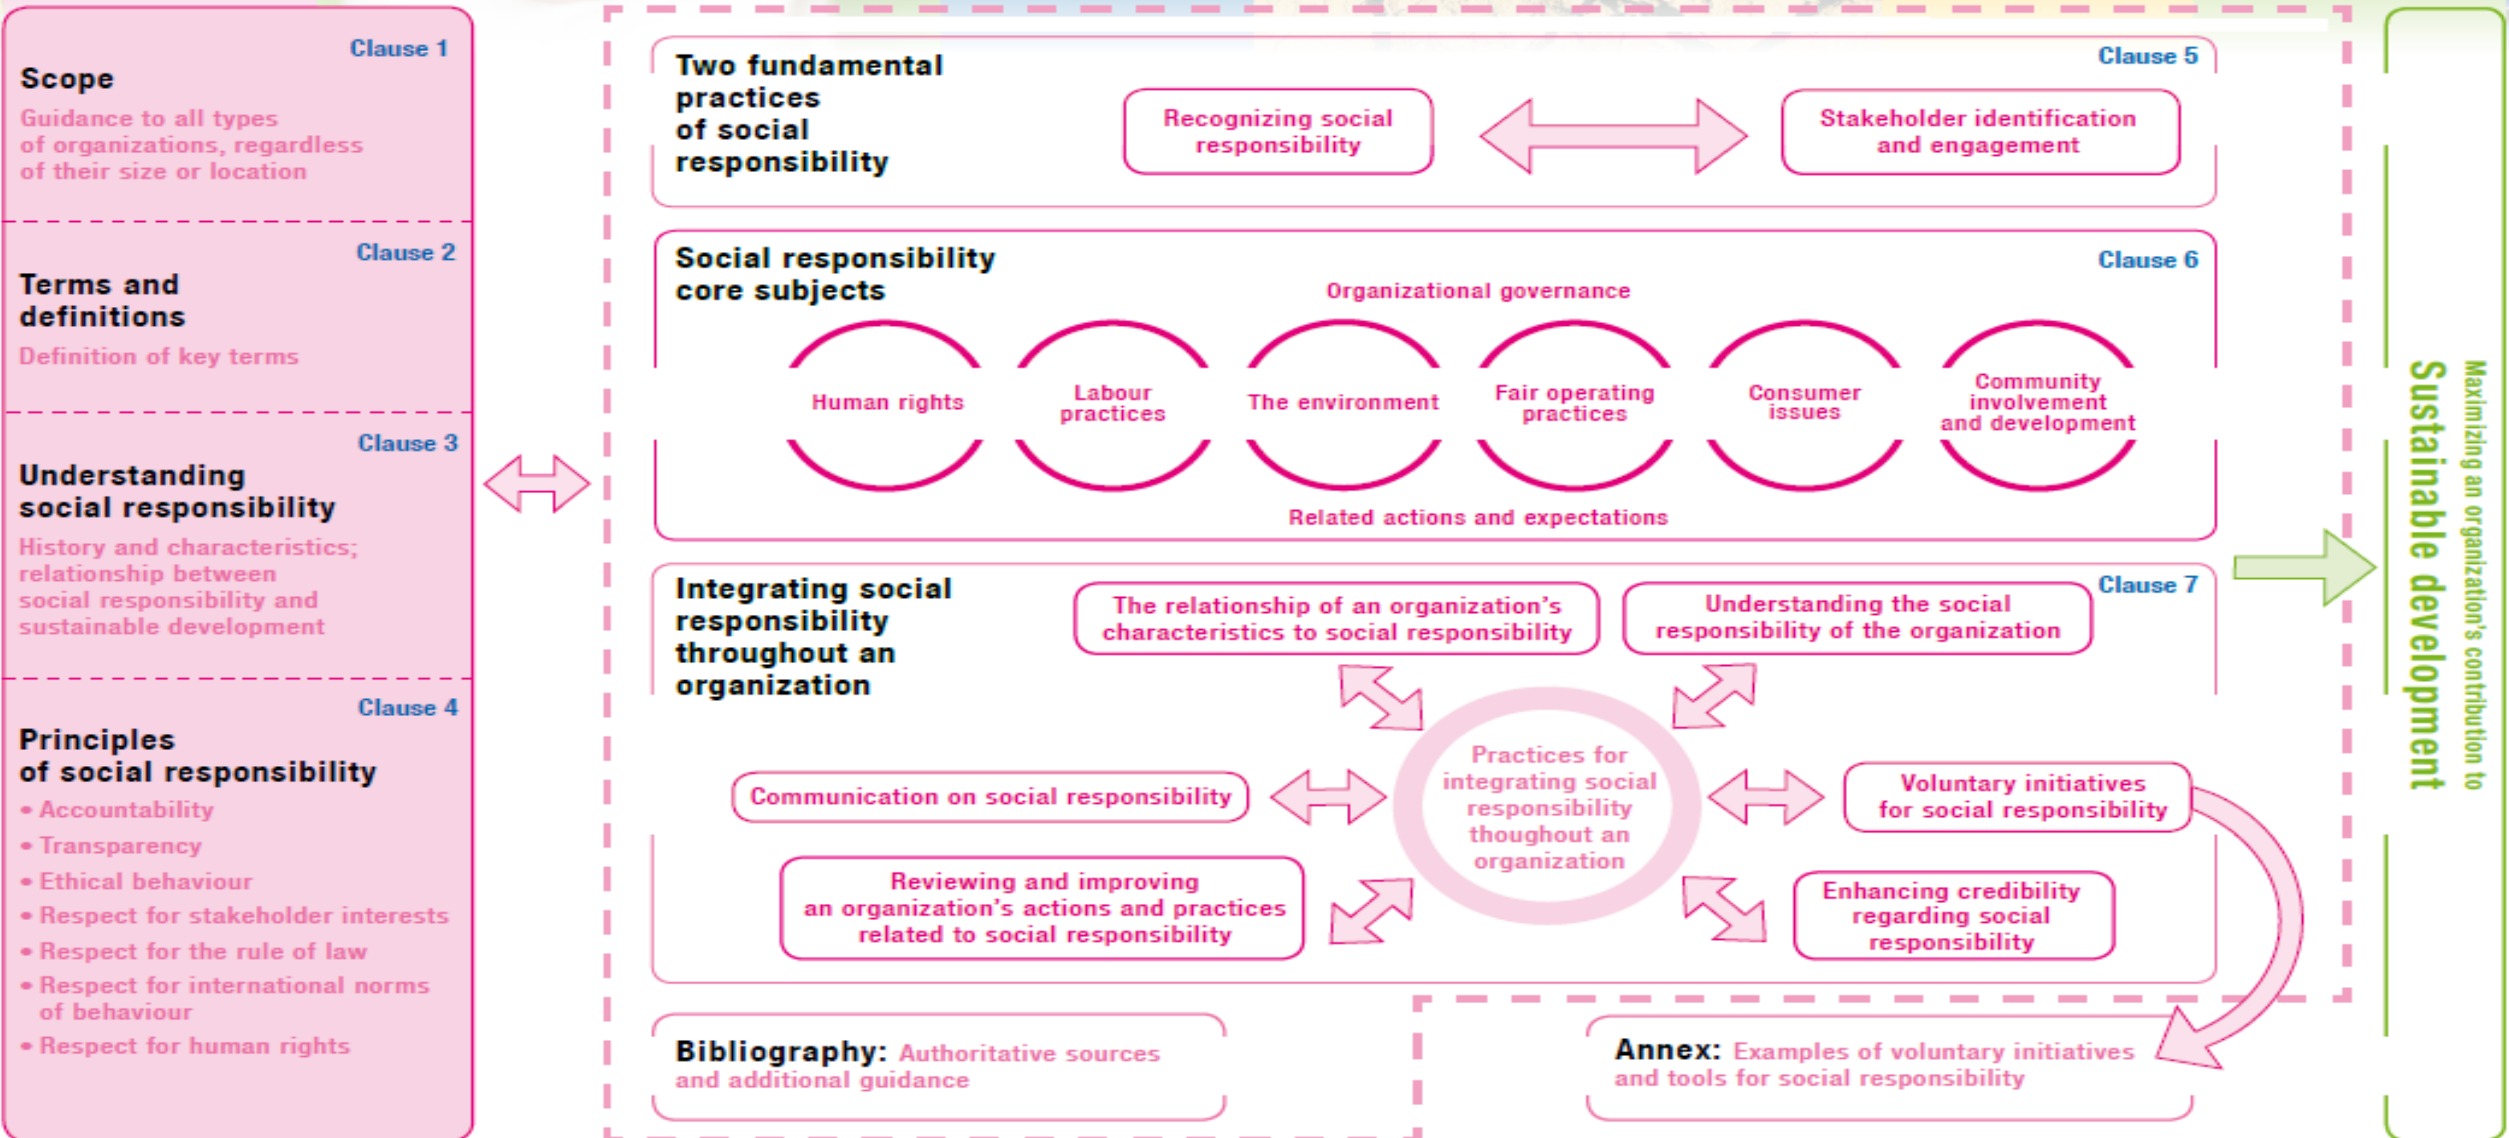 Clause 1
Scope
Guidance to all types
of organizations, regardless
of their size or location
Clause 2
Terms and
definitions
Definition of key terms
Clause 3
Understanding
social responsibility
History and characteristics;
relationship between
social responsibility and
sustainable development
Clause 4
Principles
of social responsibility
• Accountability
• Transparency
• Ethical behaviour
• Respect for stakeholder interests
• Respect for the rule of law
• Respect for international norms
of behaviour
• Respect for human rights
Clause 5
Two fundamental
practices
of social
responsibility
Recognizing social
responsibility
Stakeholder identification
and engagement
Clause 6
Social responsibility
core subjects
Organizational governance
Human rights
Labour
practices
The environment
Fair operating
practices
Consumer
issues
Community
involvement
and development
Related actions and expectations
Clause 7
Integrating social
responsibility
throughout an
organization
The relationship of an organization's
characteristics to social responsibility
Understanding the social
responsibility of the organization
Practices for
integrating social
responsibility
thoughout an
organization
Communication on social responsibility
Voluntary initiatives
for social responsibility
Reviewing and improving
an organization's actions and practices
related to social responsibility
Enhancing credibility
regarding social
responsibility
Bibliography: Authoritative sources
and additional guidance
Annex: Examples of voluntary initiatives
and tools for social responsibility
Maximizing an organization's contribution to
Sustainable development